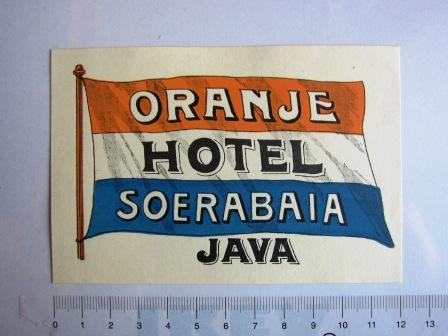 ORANJE
HOTEL
SOERABAIA
JAVA
0 1 2 3 4 5 6 7 8 9 10 11 12 13